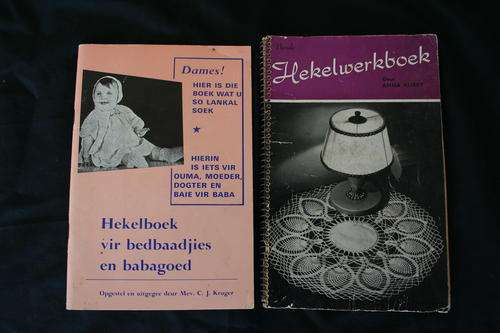 Dames!
HIER IS DIE
BOEK WAT U
SO LANKAL
SOEK
★
HIERIN
IS IETS VIR
OUMA, MOEDER,
DOGTER EN
BAIE VIR BABA
Hekelboek
vir bedbaadjies
en babagoed
Opgestel en uitgegee deur Mev. C. J. Kruger
Hekelwerkboek
Deur
ANNA